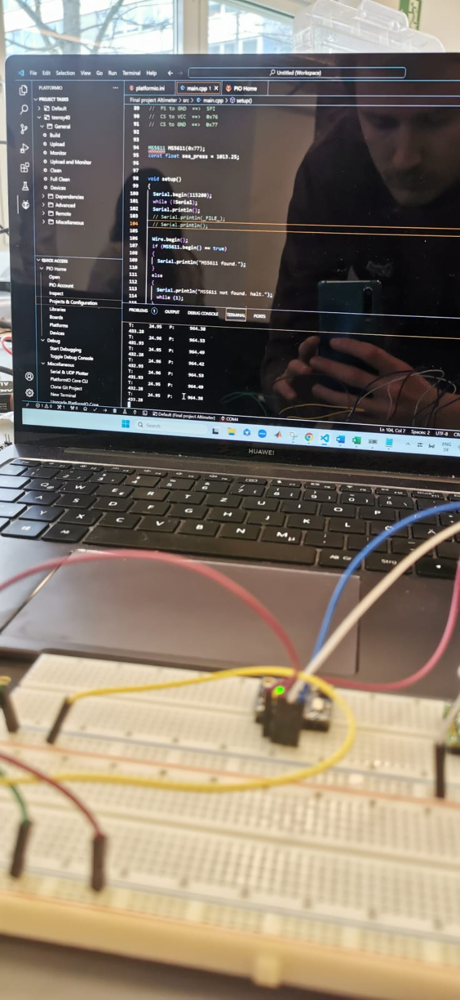 File Edit Selection View Go Run Terminal Help Untitled (Workspace)
PLATFORMIO
PROJECT TASKS
Default
teensy40
General
Build
Upload
Monitor
Upload and Monitor
Clean
Full Clean
Devices
Dependencies
Advanced
Remote
Miscellaneous
QUICK ACCESS
PIO Home
Open
PIO Account
Inspect
Projects & Configuration
Libraries
Boards
Platforms
Devices
Debug
Start Debugging
Toggle Debug Console
Miscellaneous
Serial & UDP Plotter
PlatformIO Core CLI
Clone Git Project
New Terminal
Upgrade PlatformIO Core
platformio.ini main.cpp 1 PIO Home
Final project Altimeter > src > main.cpp > setup()
89 // PS to GND ==> SPI
90 // CS to VCC ==> 0x76
91 // CS to GND ==> 0x77
92
93
94 MS5611 MS5611(0x77);
95 const float sea_press = 1013.25;
96
97
98 void setup()
99 {
100 Serial.begin(115200);
101 while (!Serial);
102 Serial.println();
103 // Serial.println(_FILE_);
104 // Serial.println();
105
106 Wire.begin();
107 if (MS5611.begin() == true)
108 {
109 Serial.println("MS5611 found.");
110 }
111 else
112 {
113 Serial.println("MS5611 not found. halt.");
114 while (1);
PROBLEMS 1 OUTPUT DEBUG CONSOLE TERMINAL PORTS
T: 24.95 P: 964.38
433.28
T: 24.96 P: 964.53
431.93
T: 24.95 P: 964.49
432.28
T: 24.96 P: 964.42
432.93
T: 24.96 P: 964.53
431.93
T: 24.95 P: 964.49
432.28
T: 24.95 P: 964.38
433.28
Default (Final project Altimeter) COM4
Ln 104, Col 7 Spaces: 2 UTF-8
Search
ENG
DE
HUAWEI
Q W E € R T Z U I O P
A S D F G H J K L
Y X C V B N M µ
Alt Gr Strg